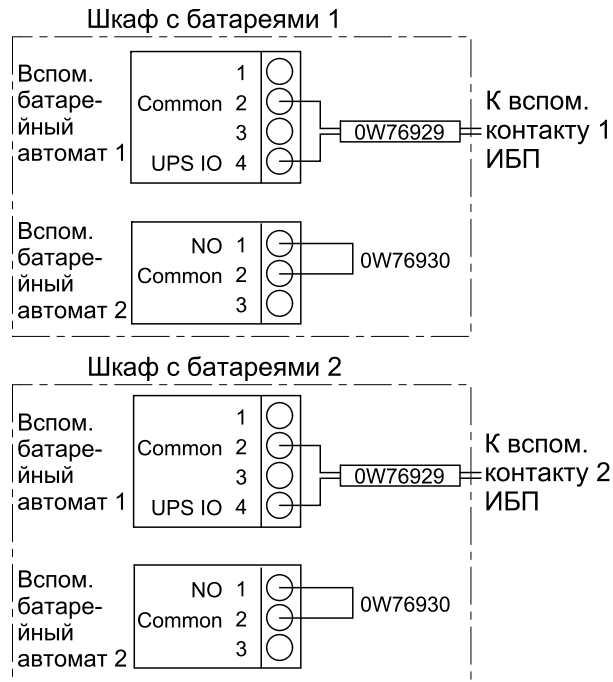 Шкаф с батареями 1
Вспом.
батаре-
йный
автомат 1
1
Common 2
3
UPS IO 4
0W76929
К вспом.
контакту 1
ИБП
Вспом.
батаре-
йный
автомат 2
NO 1
Common 2
3
0W76930
Шкаф с батареями 2
Вспом.
батаре-
йный
автомат 1
1
Common 2
3
UPS IO 4
0W76929
К вспом.
контакту 2
ИБП
Вспом.
батаре-
йный
автомат 2
NO 1
Common 2
3
0W76930